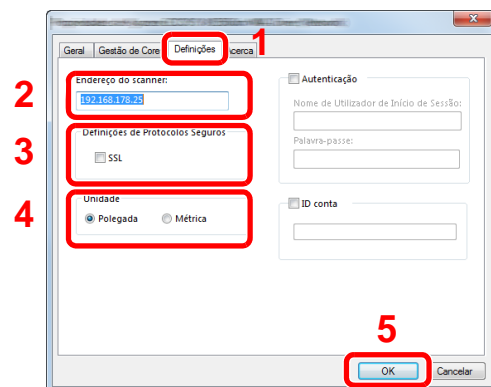 Geral
Gestão de Core
Definições
cerca
1
2
Endereço do scanner:
192.168.178.25
3
Definições de Protocolos Seguros
SSL
4
Unidade
Polegada
Métrica
Autenticação
Nome de Utilizador de Início de Sessão:
Palavra-passe:
ID conta
5
OK
Cancelar